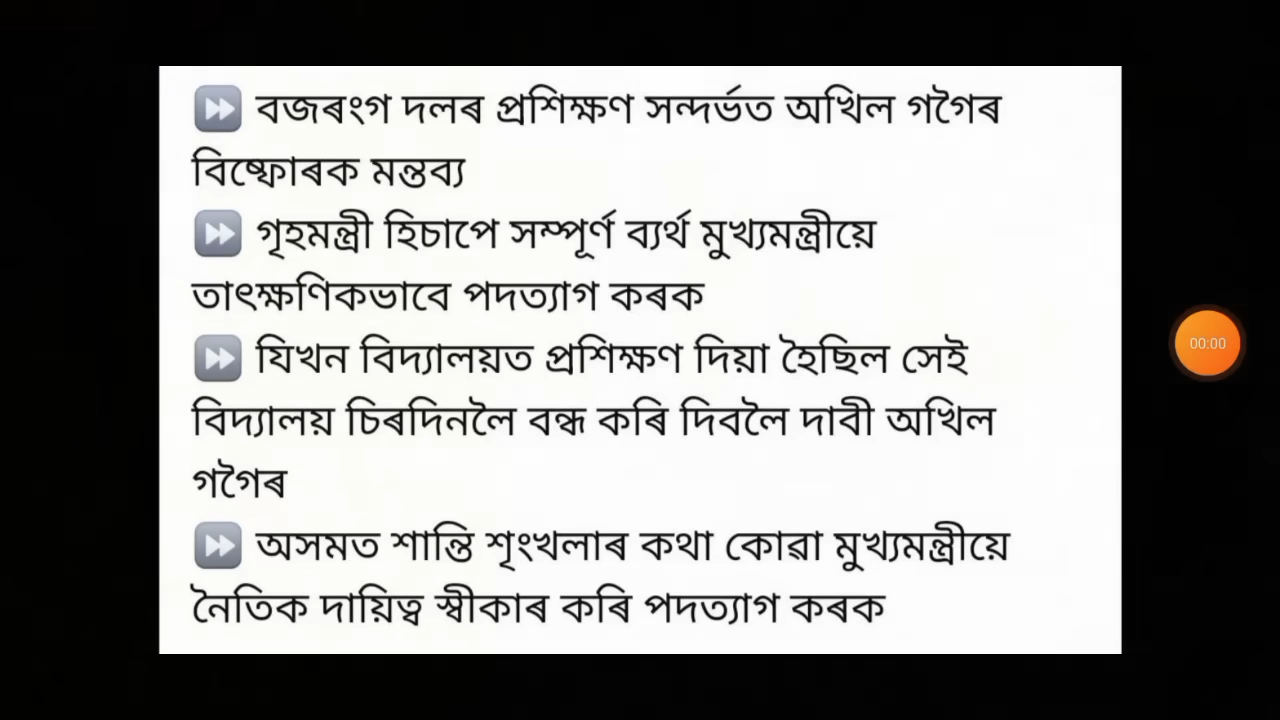 ⏩ বজৰংগ দলৰ প্ৰশিক্ষণ সন্দৰ্ভত অখিল গগৈৰ
বিষ্ফোৰক মন্তব্য
⏩ গৃহমন্ত্ৰী হিচাপে সম্পূৰ্ণ ব্যৰ্থ মুখ্যমন্ত্ৰীয়ে
তাৎক্ষণিকভাবে পদত্যাগ কৰক
⏩ যিখন বিদ্যালয়ত প্ৰশিক্ষণ দিয়া হৈছিল সেই
বিদ্যালয় চিৰদিনলৈ বন্ধ কৰি দিবলৈ দাবী অখিল
গগৈৰ
⏩ অসমত শান্তি শৃংখলাৰ কথা কোৱা মুখ্যমন্ত্ৰীয়ে
নৈতিক দায়িত্ব স্বীকাৰ কৰি পদত্যাগ কৰক
00:00